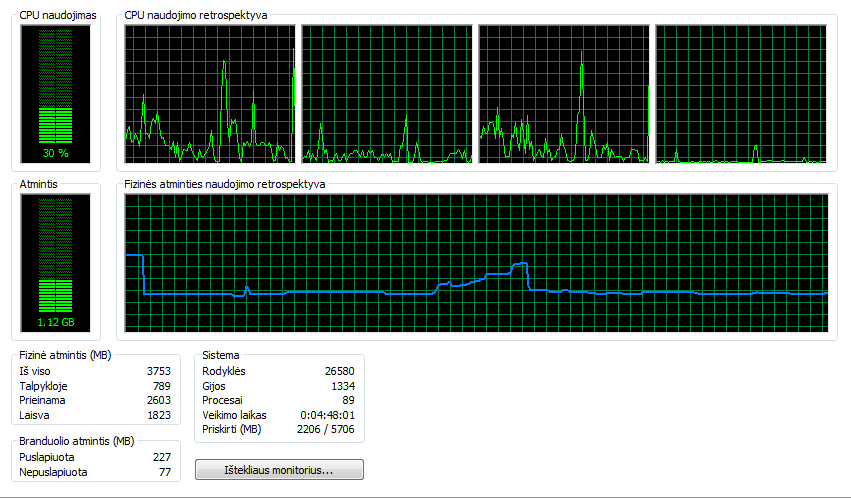 CPU naudojimas
CPU naudojimo retrospektyva
30 %
Atmintis
Fizinės atminties naudojimo retrospektyva
1.12 GB
Fizinė atmintis (MB)
Iš viso 3753
Talpykloje 789
Prieinama 2603
Laisva 1823
Sistema
Rodyklės 26580
Gijos 1334
Procesai 89
Veikimo laikas 0:04:48:01
Priskirti (MB) 2206 / 5706
Branduolio atmintis (MB)
Puslapiuota 227
Nepuslapiuota 77
Ištekliaus monitorius...